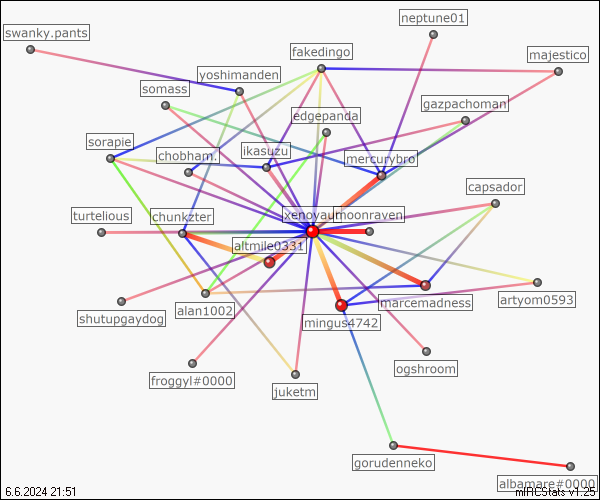 neptune01
swanky.pants
fakedingo
majestico
yoshimanden
somass
gazpachoman
edgepanda
sorapie
ikasuzu
chobham.
mercurybro
capsador
turtelious
chunkzter
moonraven
altmile0331
alan1002
marcemadness
artyom0593
shutupgaydog
mingus4742
ogshroom
froggyl#0000
juketm
gorudenneko
albamare#0000
6.6.2024 21:51
mIRCStats v1.25